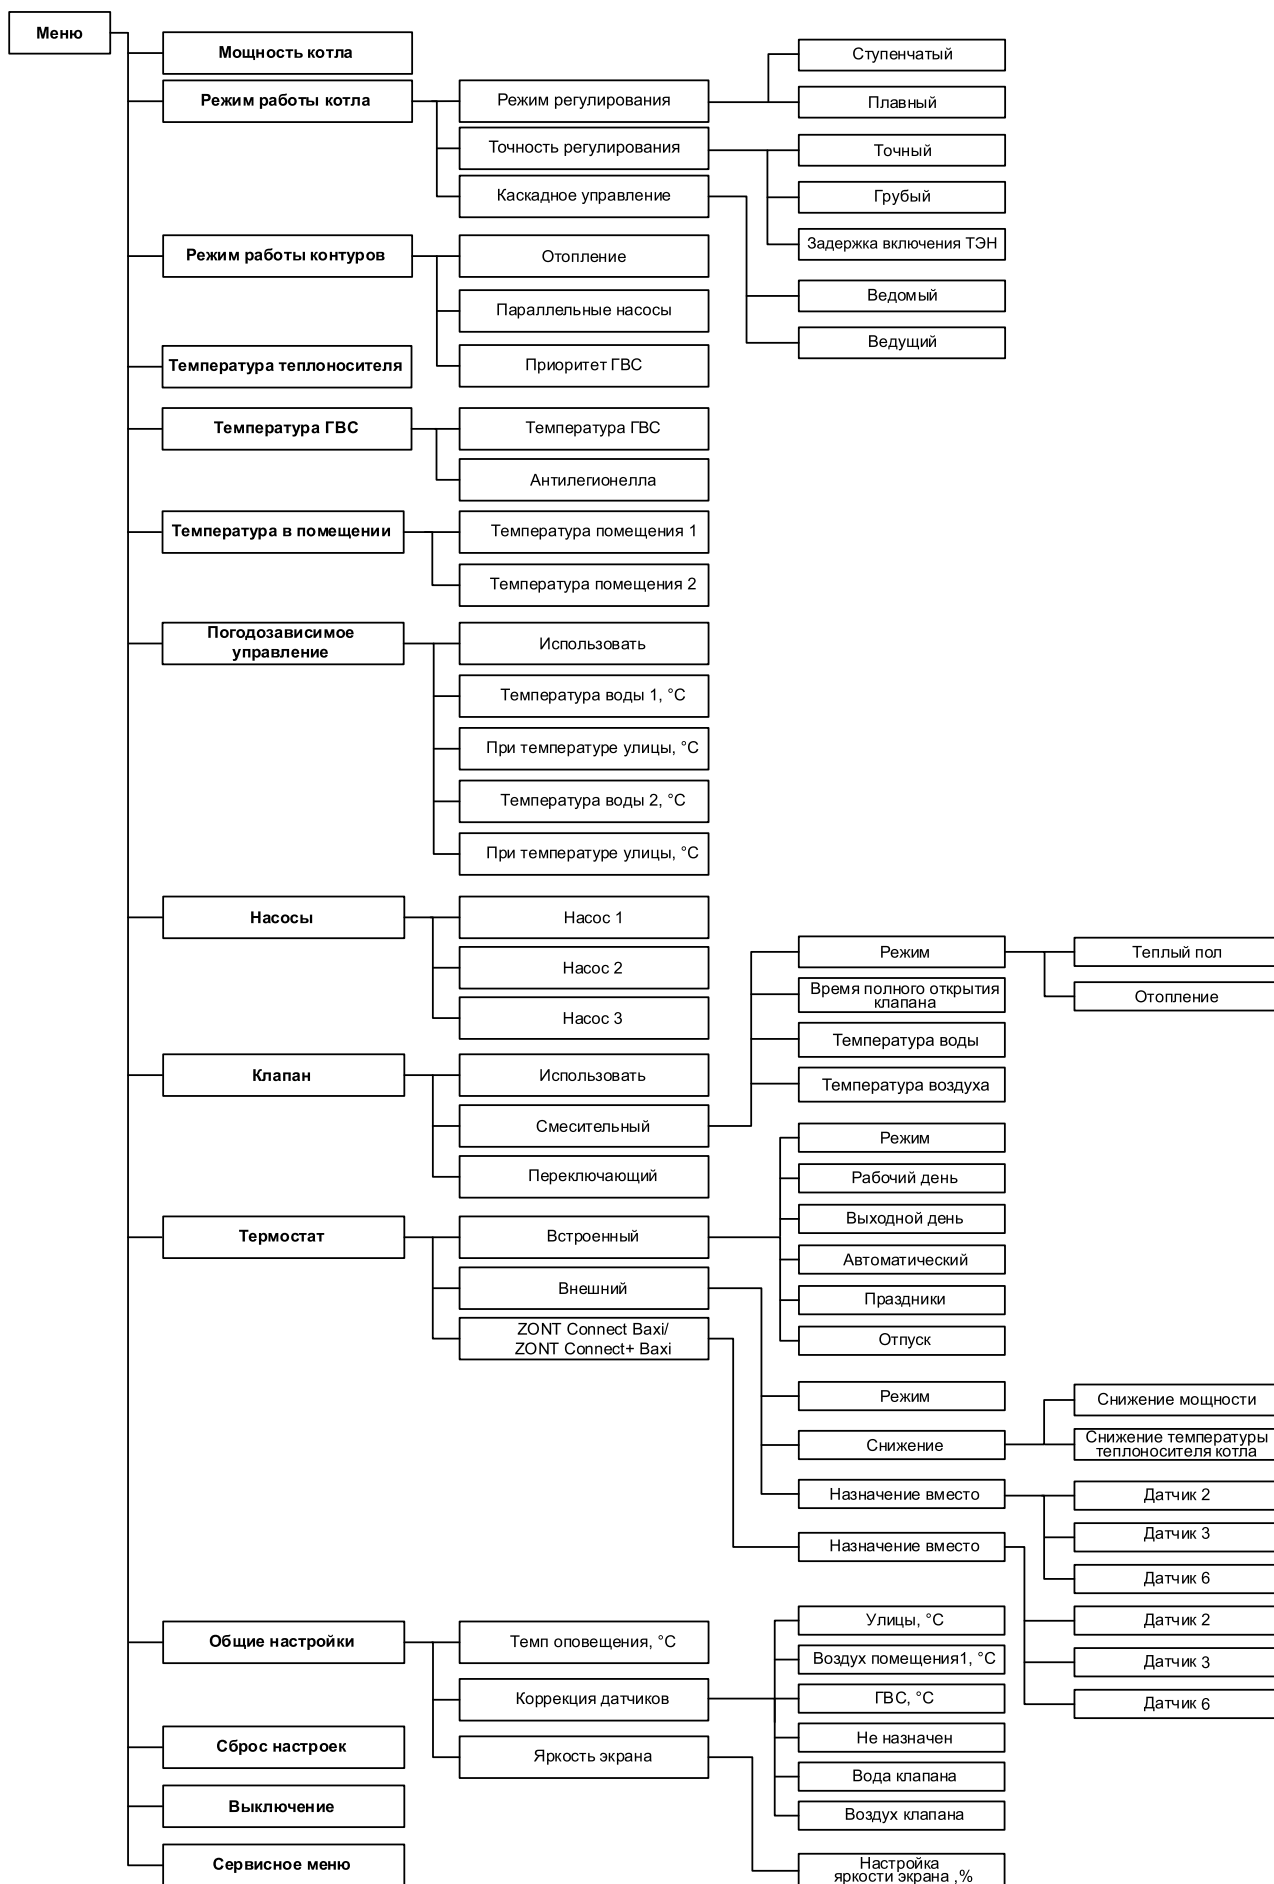 Меню
Мощность котла
Режим работы котла
Режим регулирования
Ступенчатый
Плавный
Точность регулирования
Точный
Грубый
Задержка включения ТЭН
Каскадное управление
Ведомый
Ведущий
Режим работы контуров
Отопление
Параллельные насосы
Приоритет ГВС
Температура теплоносителя
Температура ГВС
Температура ГВС
Антилегионелла
Температура в помещении
Температура помещения 1
Температура помещения 2
Погодозависимое
управление
Использовать
Температура воды 1, °C
При температуре улицы, °C
Температура воды 2, °C
При температуре улицы, °C
Насосы
Насос 1
Насос 2
Насос 3
Клапан
Использовать
Смесительный
Режим
Теплый пол
Отопление
Время полного открытия
клапана
Температура воды
Температура воздуха
Переключающий
Термостат
Встроенный
Режим
Рабочий день
Выходной день
Автоматический
Праздники
Отпуск
Внешний
Режим
Снижение
Снижение мощности
Снижение температуры
теплоносителя котла
Назначение вместо
Датчик 2
Датчик 3
Датчик 6
ZONT Connect Baxi/
ZONT Connect+ Baxi
Назначение вместо
Датчик 2
Датчик 3
Датчик 6
Общие настройки
Темп оповещения, °C
Коррекция датчиков
Улицы, °C
Воздух помещения1, °C
ГВС, °C
Не назначен
Вода клапана
Воздух клапана
Яркость экрана
Настройка
яркости экрана ,%
Сброс настроек
Выключение
Сервисное меню